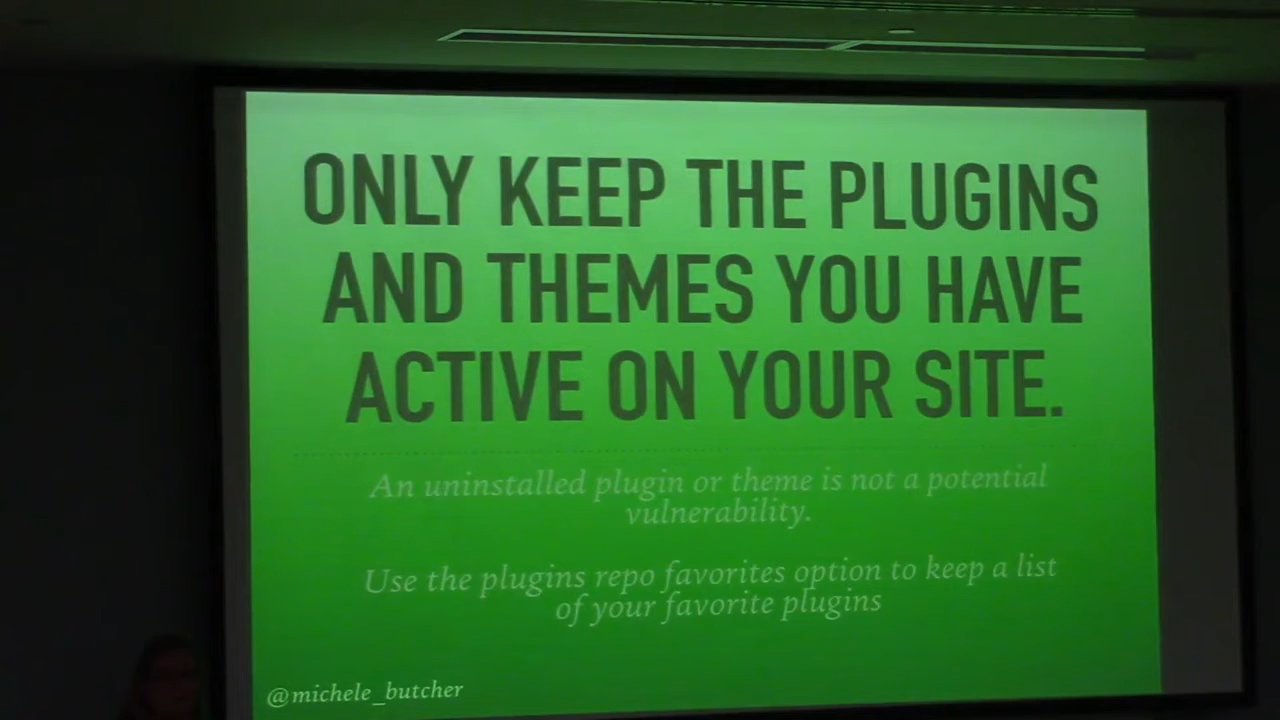 ONLY KEEP THE PLUGINS
AND THEMES YOU HAVE
ACTIVE ON YOUR SITE.
An uninstalled plugin or theme is not a potential
vulnerability.
Use the plugins repo favorites option to keep a list
of your favorite plugins
@michele_butcher